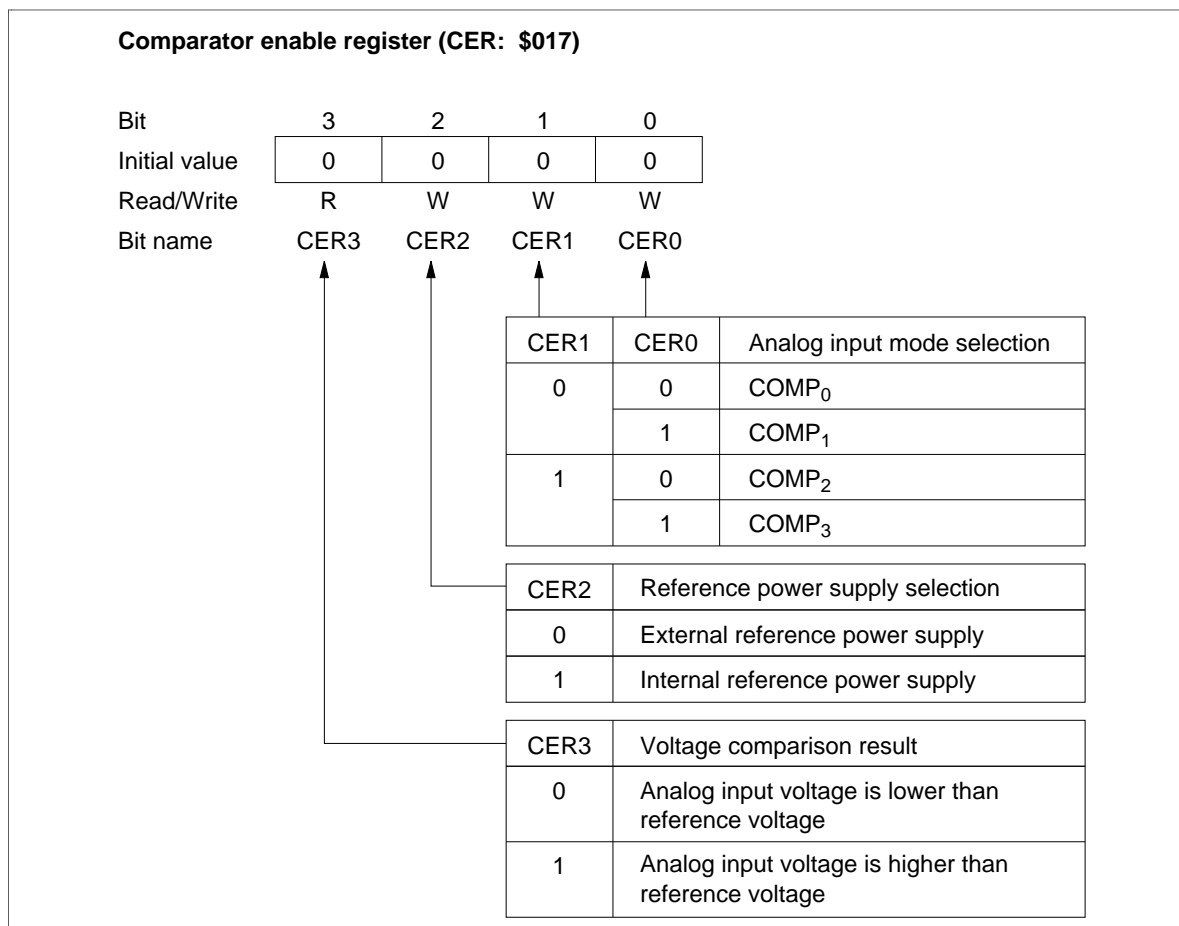 Comparator enable register (CER: $017)
Bit 3 2 1 0
Initial value 0 0 0 0
Read/Write R W W W
Bit name CER3 CER2 CER1 CER0
CER1 CER0 Analog input mode selection
0 0 COMP₀
1 COMP₁
1 0 COMP₂
1 COMP₃
CER2 Reference power supply selection
0 External reference power supply
1 Internal reference power supply
CER3 Voltage comparison result
0 Analog input voltage is lower than
reference voltage
1 Analog input voltage is higher than
reference voltage